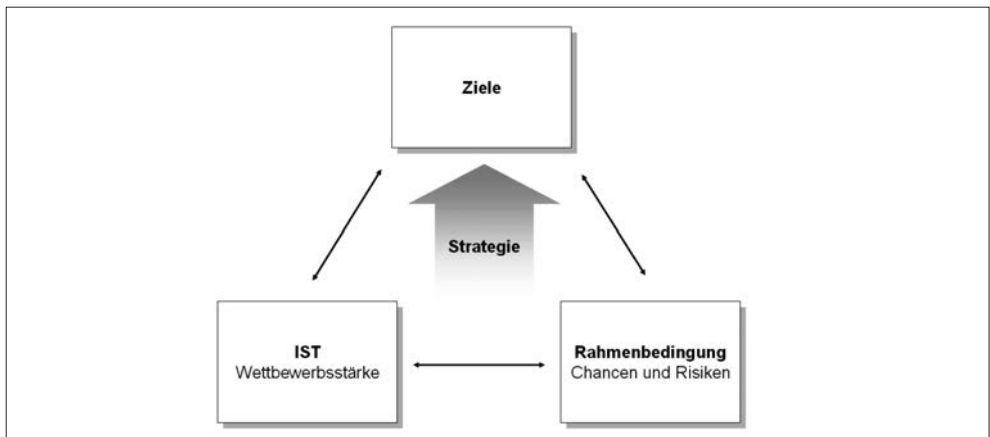 Ziele
Strategie
IST
Wettbewerbsstärke
Rahmenbedingung
Chancen und Risiken